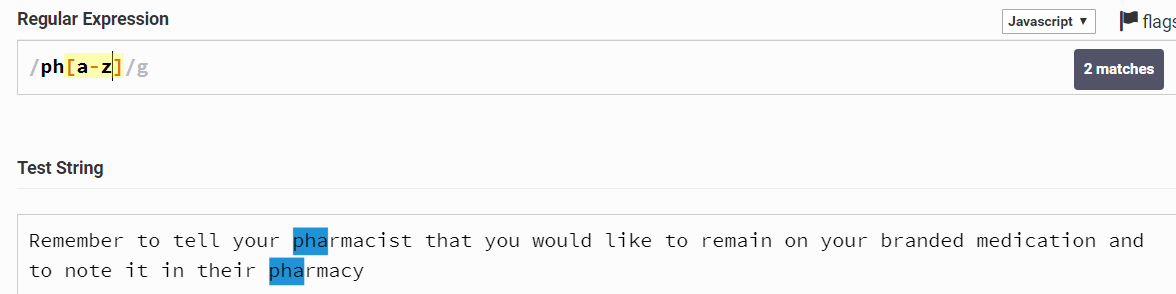 Regular Expression
Javascript ▼ flags
/ph[a-z]/g
2 matches
Test String
Remember to tell your pharmacist that you would like to remain on your branded medication and
to note it in their pharmacy